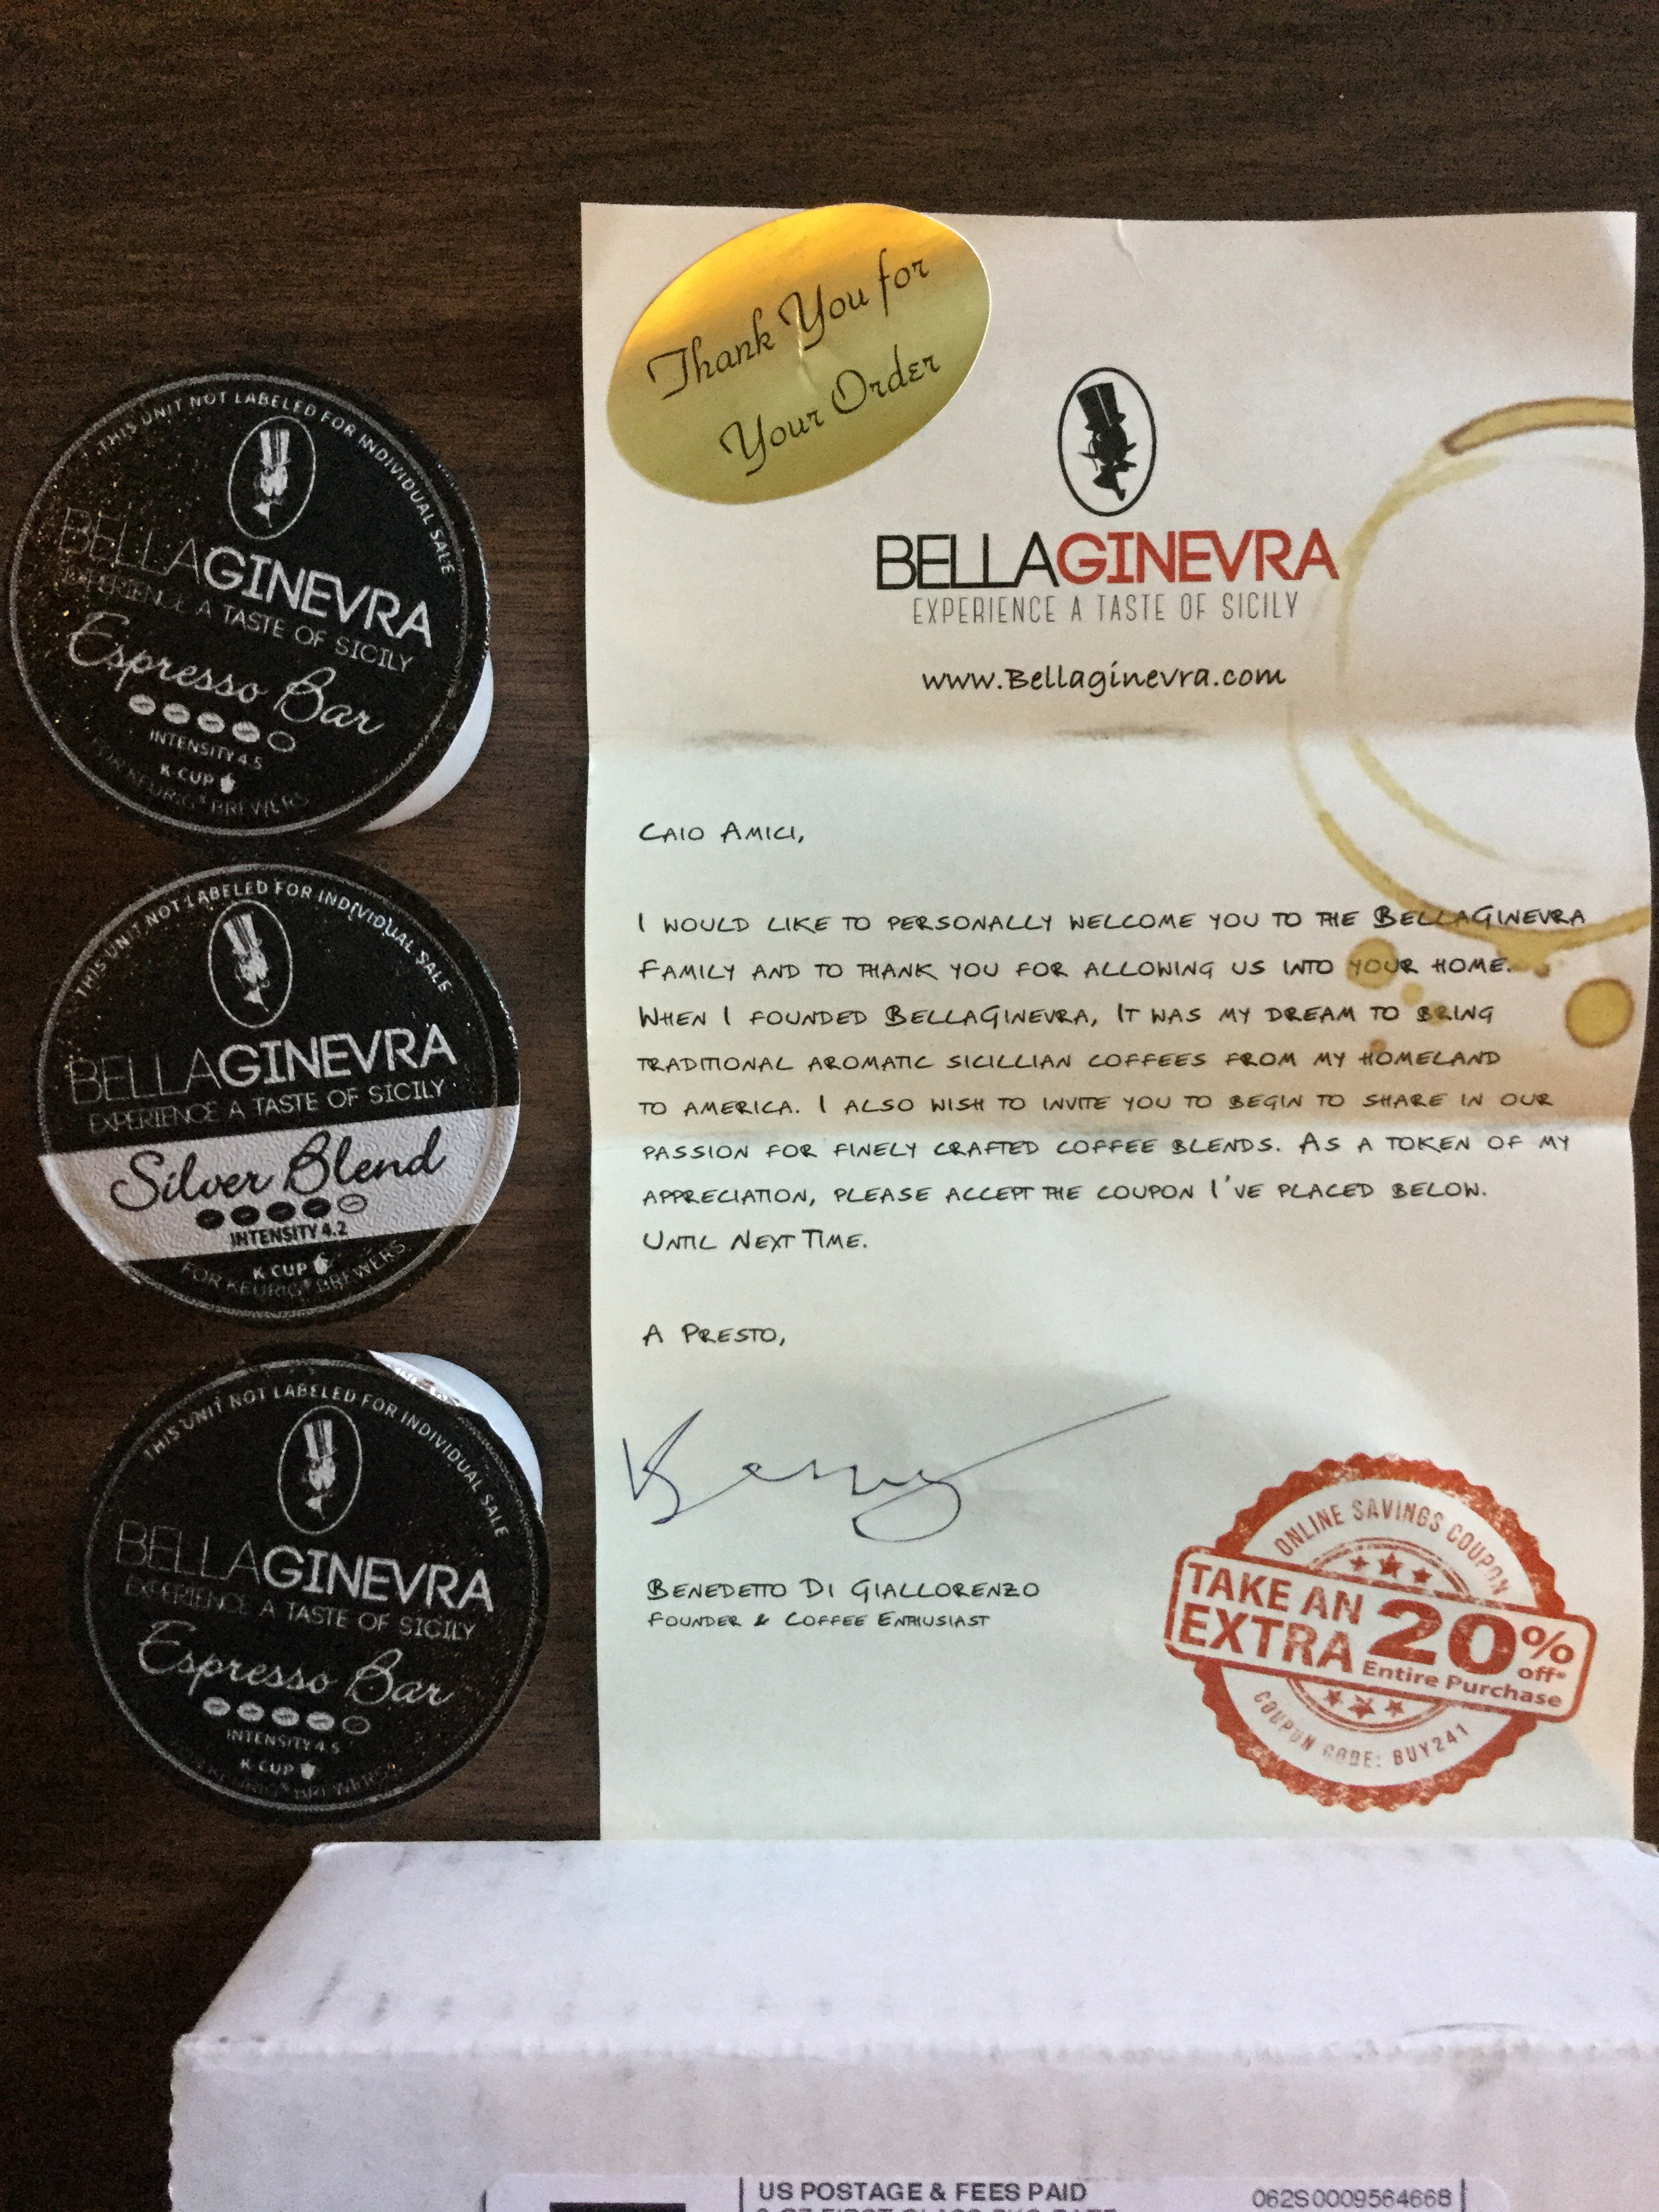 THIS UNIT NOT LABELED FOR INDIVIDUAL SALE
BELLAGINEVRA
EXPERIENCE A TASTE OF SICILY
Espresso Bar
INTENSITY 4.5
K-CUP
FOR KEURIG® BREWERS
THIS UNIT NOT LABELED FOR INDIVIDUAL SALE
BELLAGINEVRA
EXPERIENCE A TASTE OF SICILY
Silver Blend
INTENSITY 4.2
K CUP
FOR KEURIG® BREWERS
THIS UNIT NOT LABELED FOR INDIVIDUAL SALE
BELLAGINEVRA
EXPERIENCE A TASTE OF SICILY
Espresso Bar
INTENSITY 4.5
K-CUP
KEURIG® BREWERS
Thank You for
Your Order
BELLAGINEVRA
EXPERIENCE A TASTE OF SICILY
www.Bellaginevra.com
CAIO AMICI,
I WOULD LIKE TO PERSONALLY WELCOME YOU TO THE BELLAGINEVRA
FAMILY AND TO THANK YOU FOR ALLOWING US INTO YOUR HOME.
WHEN I FOUNDED BELLAGINEVRA, IT WAS MY DREAM TO BRING
TRADITIONAL AROMATIC SICILLIAN COFFEES FROM MY HOMELAND
TO AMERICA. I ALSO WISH TO INVITE YOU TO BEGIN TO SHARE IN OUR
PASSION FOR FINELY CRAFTED COFFEE BLENDS. AS A TOKEN OF MY
APPRECIATION, PLEASE ACCEPT THE COUPON I'VE PLACED BELOW.
UNTIL NEXT TIME.
A PRESTO,
BENEDETTO DI GIALLORENZO
FOUNDER & COFFEE ENTHUSIAST
ONLINE SAVINGS COUPON
TAKE AN
EXTRA 20% off*
Entire Purchase
COUPON CODE: BUY241
US POSTAGE & FEES PAID
062S0009564668